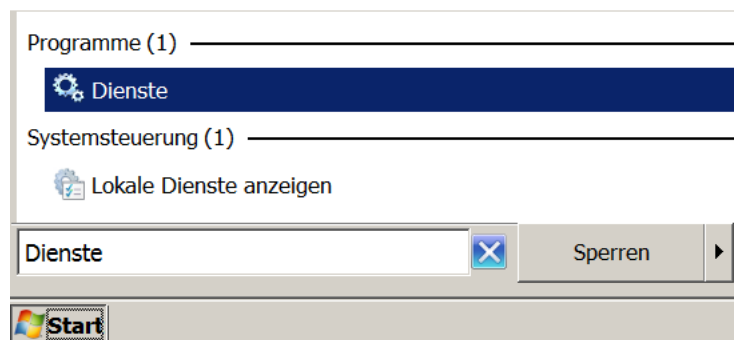 Programme (1)
Dienste
Systemsteuerung (1)
Lokale Dienste anzeigen
Dienste
Sperren
Start